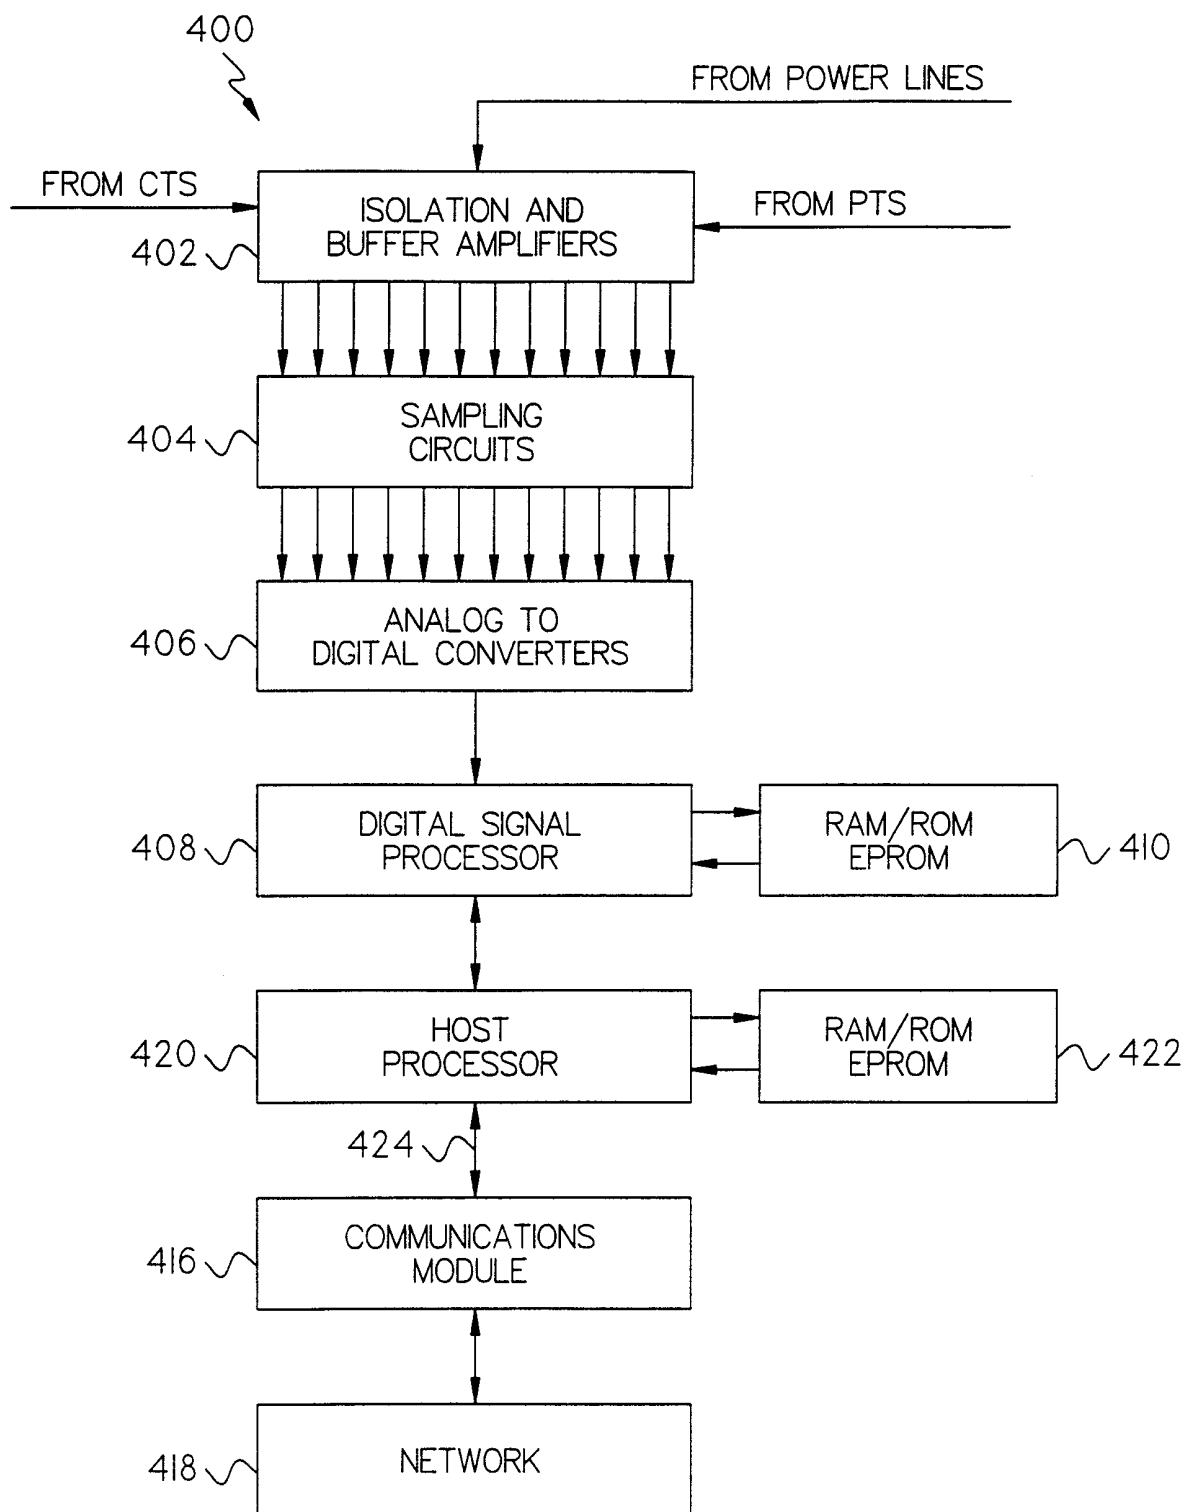 400
FROM POWER LINES
FROM CTS
FROM PTS
ISOLATION AND
BUFFER AMPLIFIERS
402
SAMPLING
CIRCUITS
404
ANALOG TO
DIGITAL CONVERTERS
406
DIGITAL SIGNAL
PROCESSOR
408
RAM/ROM
EPROM
410
HOST
PROCESSOR
420
RAM/ROM
EPROM
422
424
COMMUNICATIONS
MODULE
416
NETWORK
418